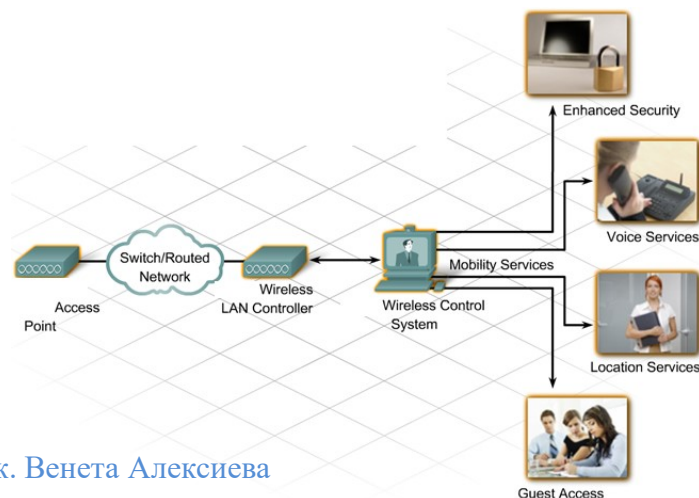 Enhanced Security
Voice Services
Switch/Routed
Network
Mobility Services
Access
Point
Wireless
LAN Controller
Wireless Control
System
Location Services
к. Венета Алексиева
Guest Access